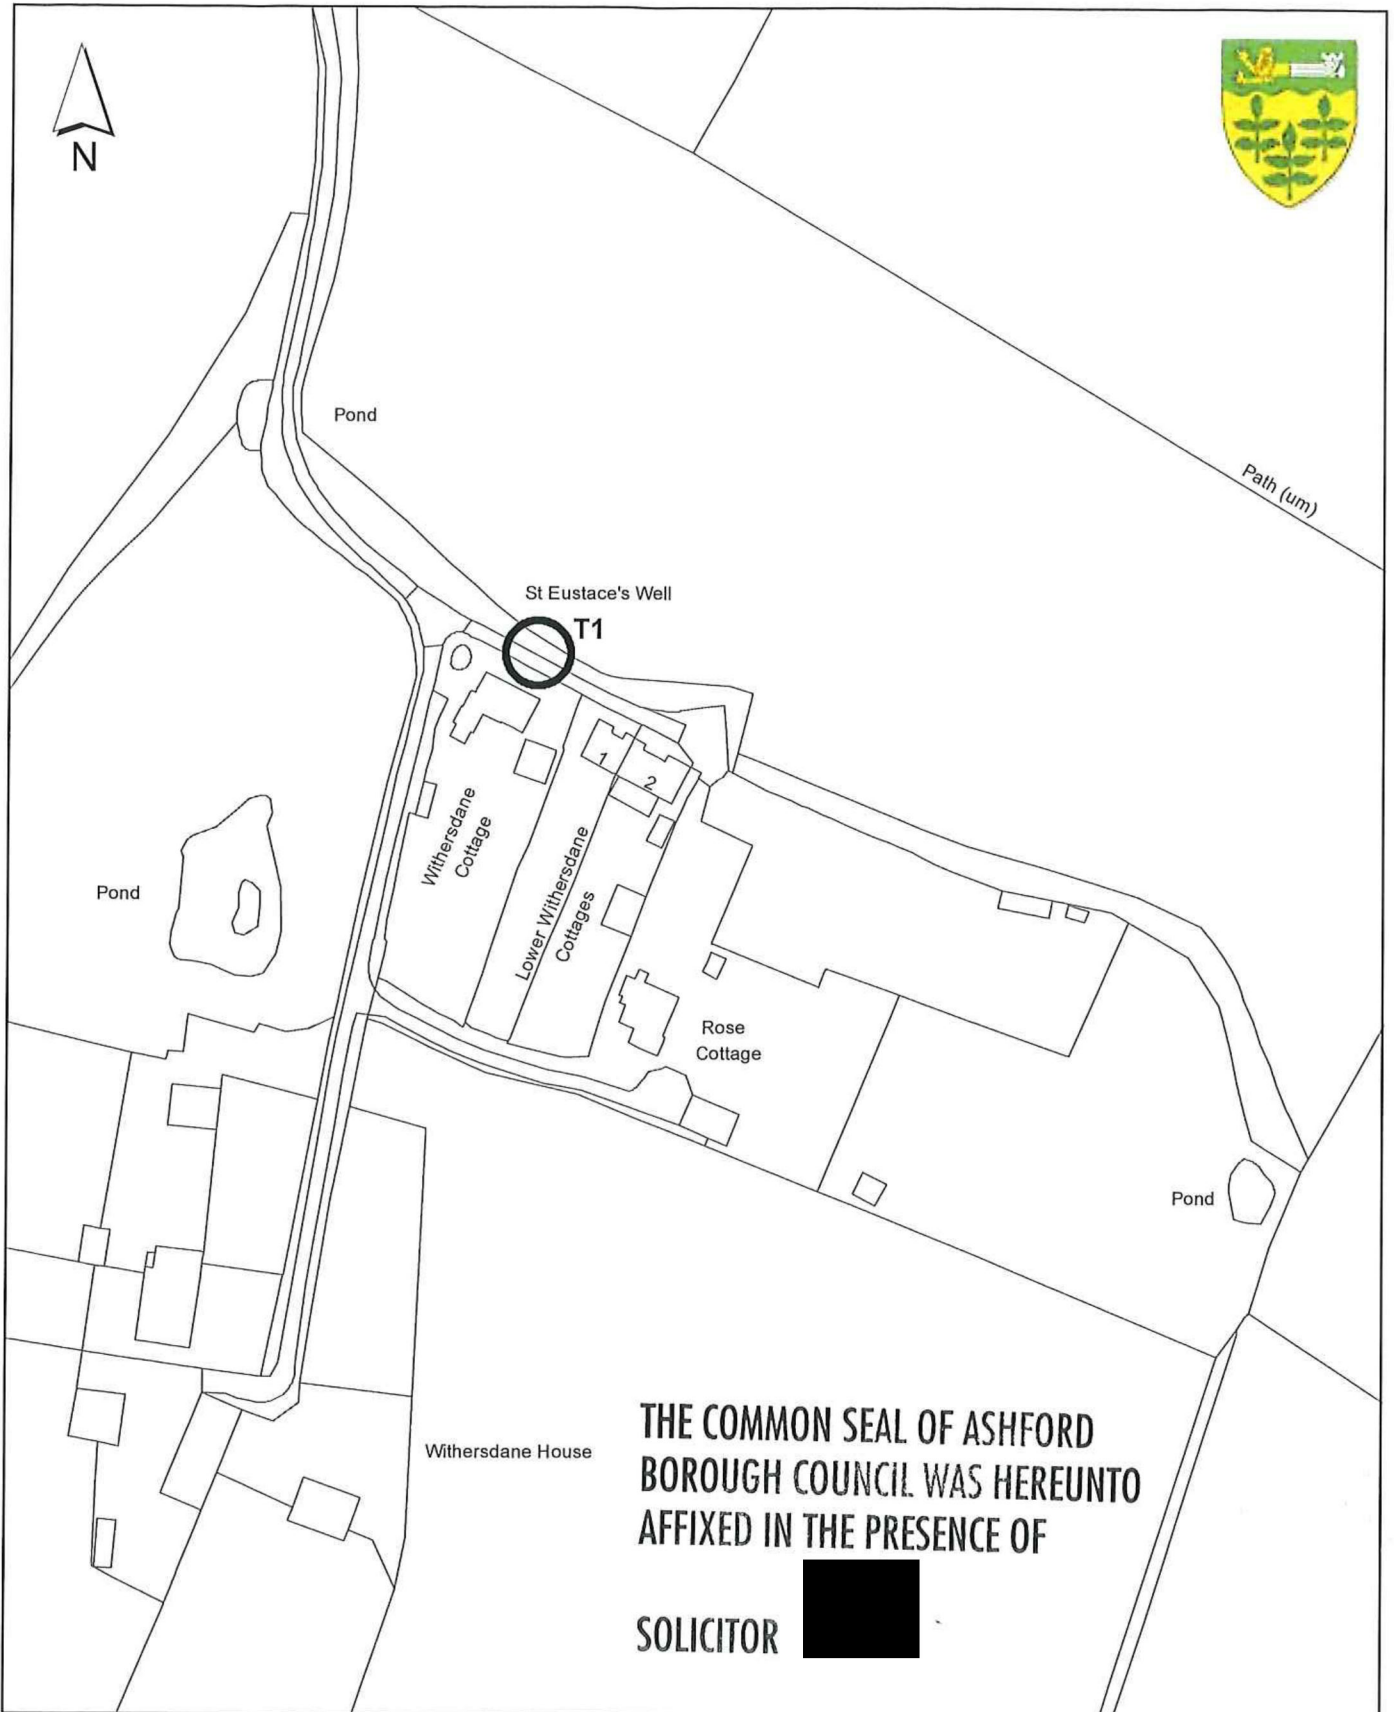 N
Pond
Path (um)
St Eustace's Well
T1
1
2
Withersdane
Cottage
Lower Withersdane
Cottages
Pond
Rose
Cottage
Pond
Withersdane House
THE COMMON SEAL OF ASHFORD
BOROUGH COUNCIL WAS HEREUNTO
AFFIXED IN THE PRESENCE OF
SOLICITOR